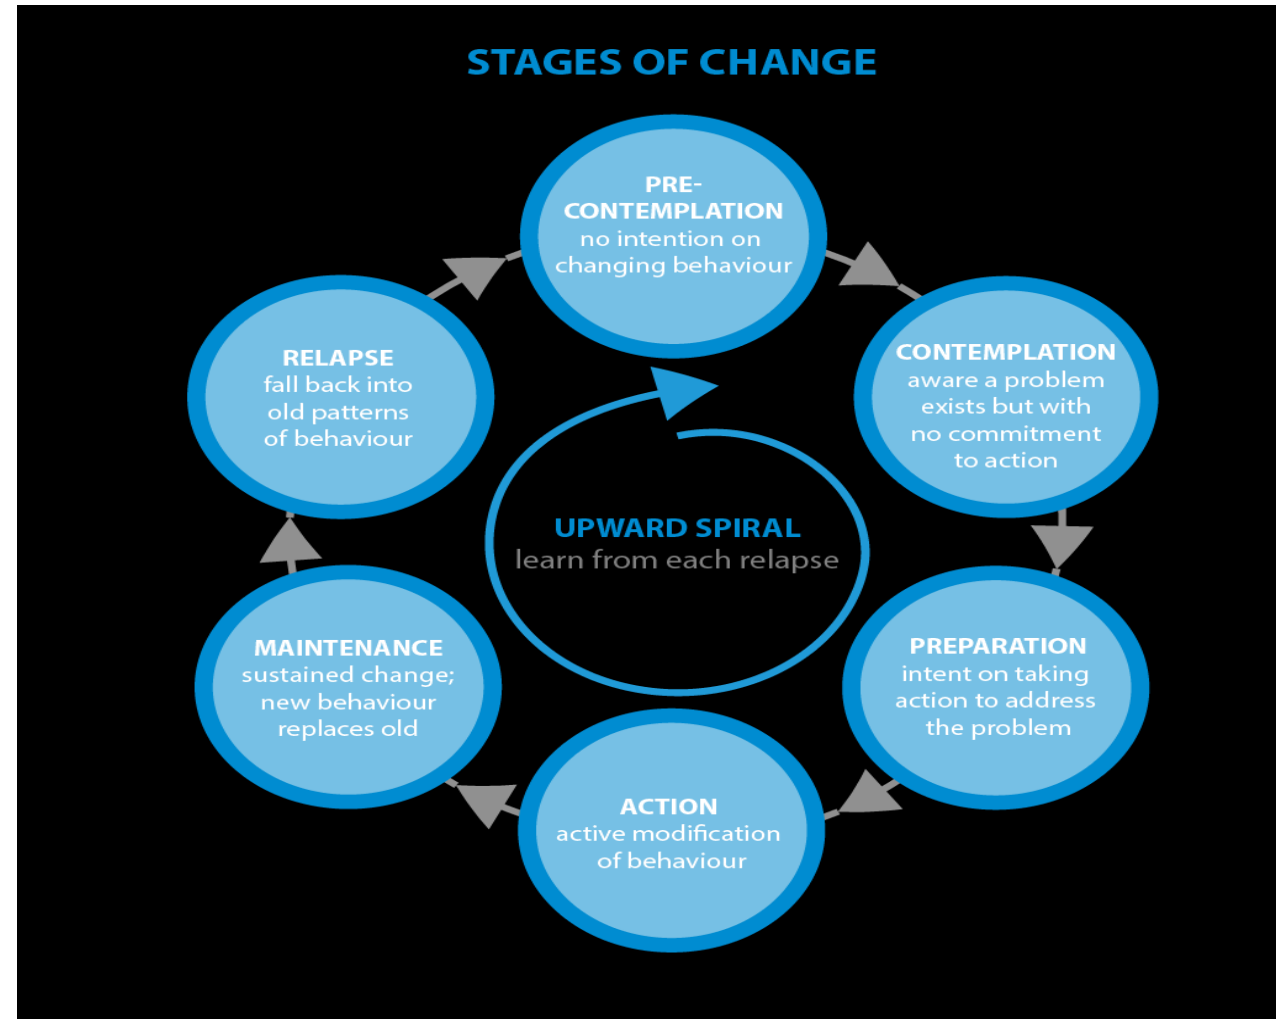 STAGES OF CHANGE
PRE-
CONTEMPLATION
no intention on
changing behaviour
CONTEMPLATION
aware a problem
exists but with
no commitment
to action
PREPARATION
intent on taking
action to address
the problem
ACTION
active modification
of behaviour
MAINTENANCE
sustained change;
new behaviour
replaces old
RELAPSE
fall back into
old patterns
of behaviour
UPWARD SPIRAL
learn from each relapse